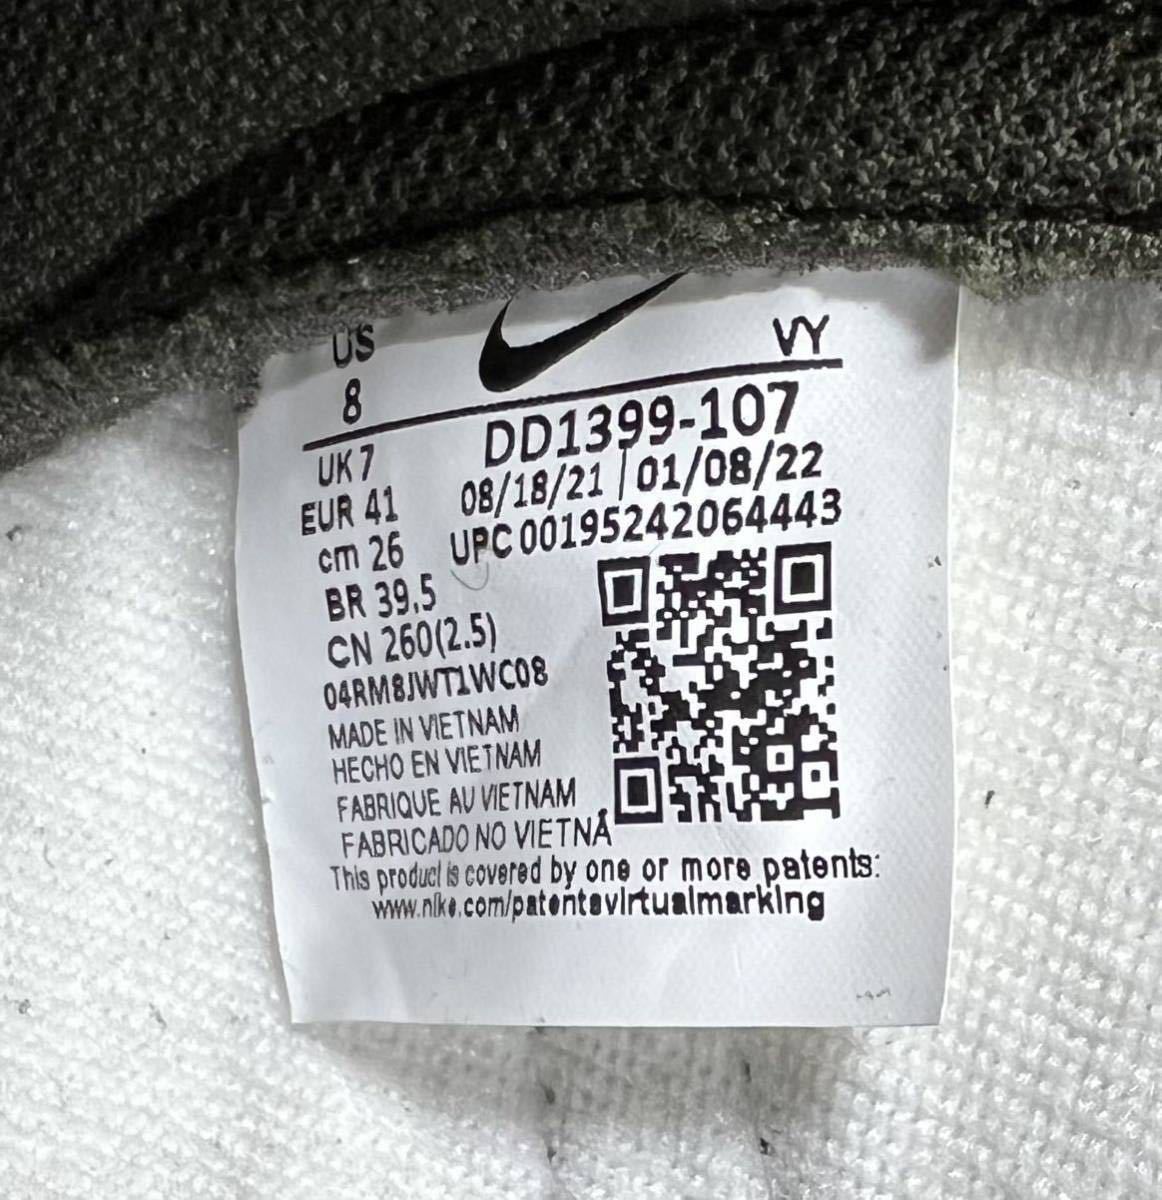 US VY
8
DD1399-107
UK 7 08/18/21 | 01/08/22
EUR 41 UPC 00195242064443
cm 26
BR 39,5
CN 260(2.5)
04RM8JWT1WC08
MADE IN VIETNAM
HECHO EN VIETNAM
FABRIQUE AU VIETNAM
FABRICADO NO VIETNÃ
This product is covered by one or more patents:
www.nike.com/patentsvirtualmarking